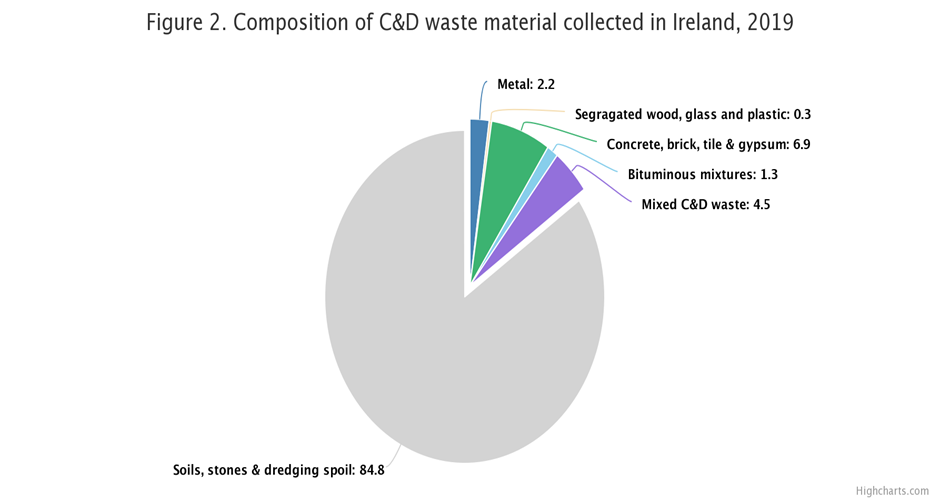 Figure 2. Composition of C&D waste material collected in Ireland, 2019
Metal: 2.2
Segragated wood, glass and plastic: 0.3
Concrete, brick, tile & gypsum: 6.9
Bituminous mixtures: 1.3
Mixed C&D waste: 4.5
Soils, stones & dredging spoil: 84.8
Highcharts.com